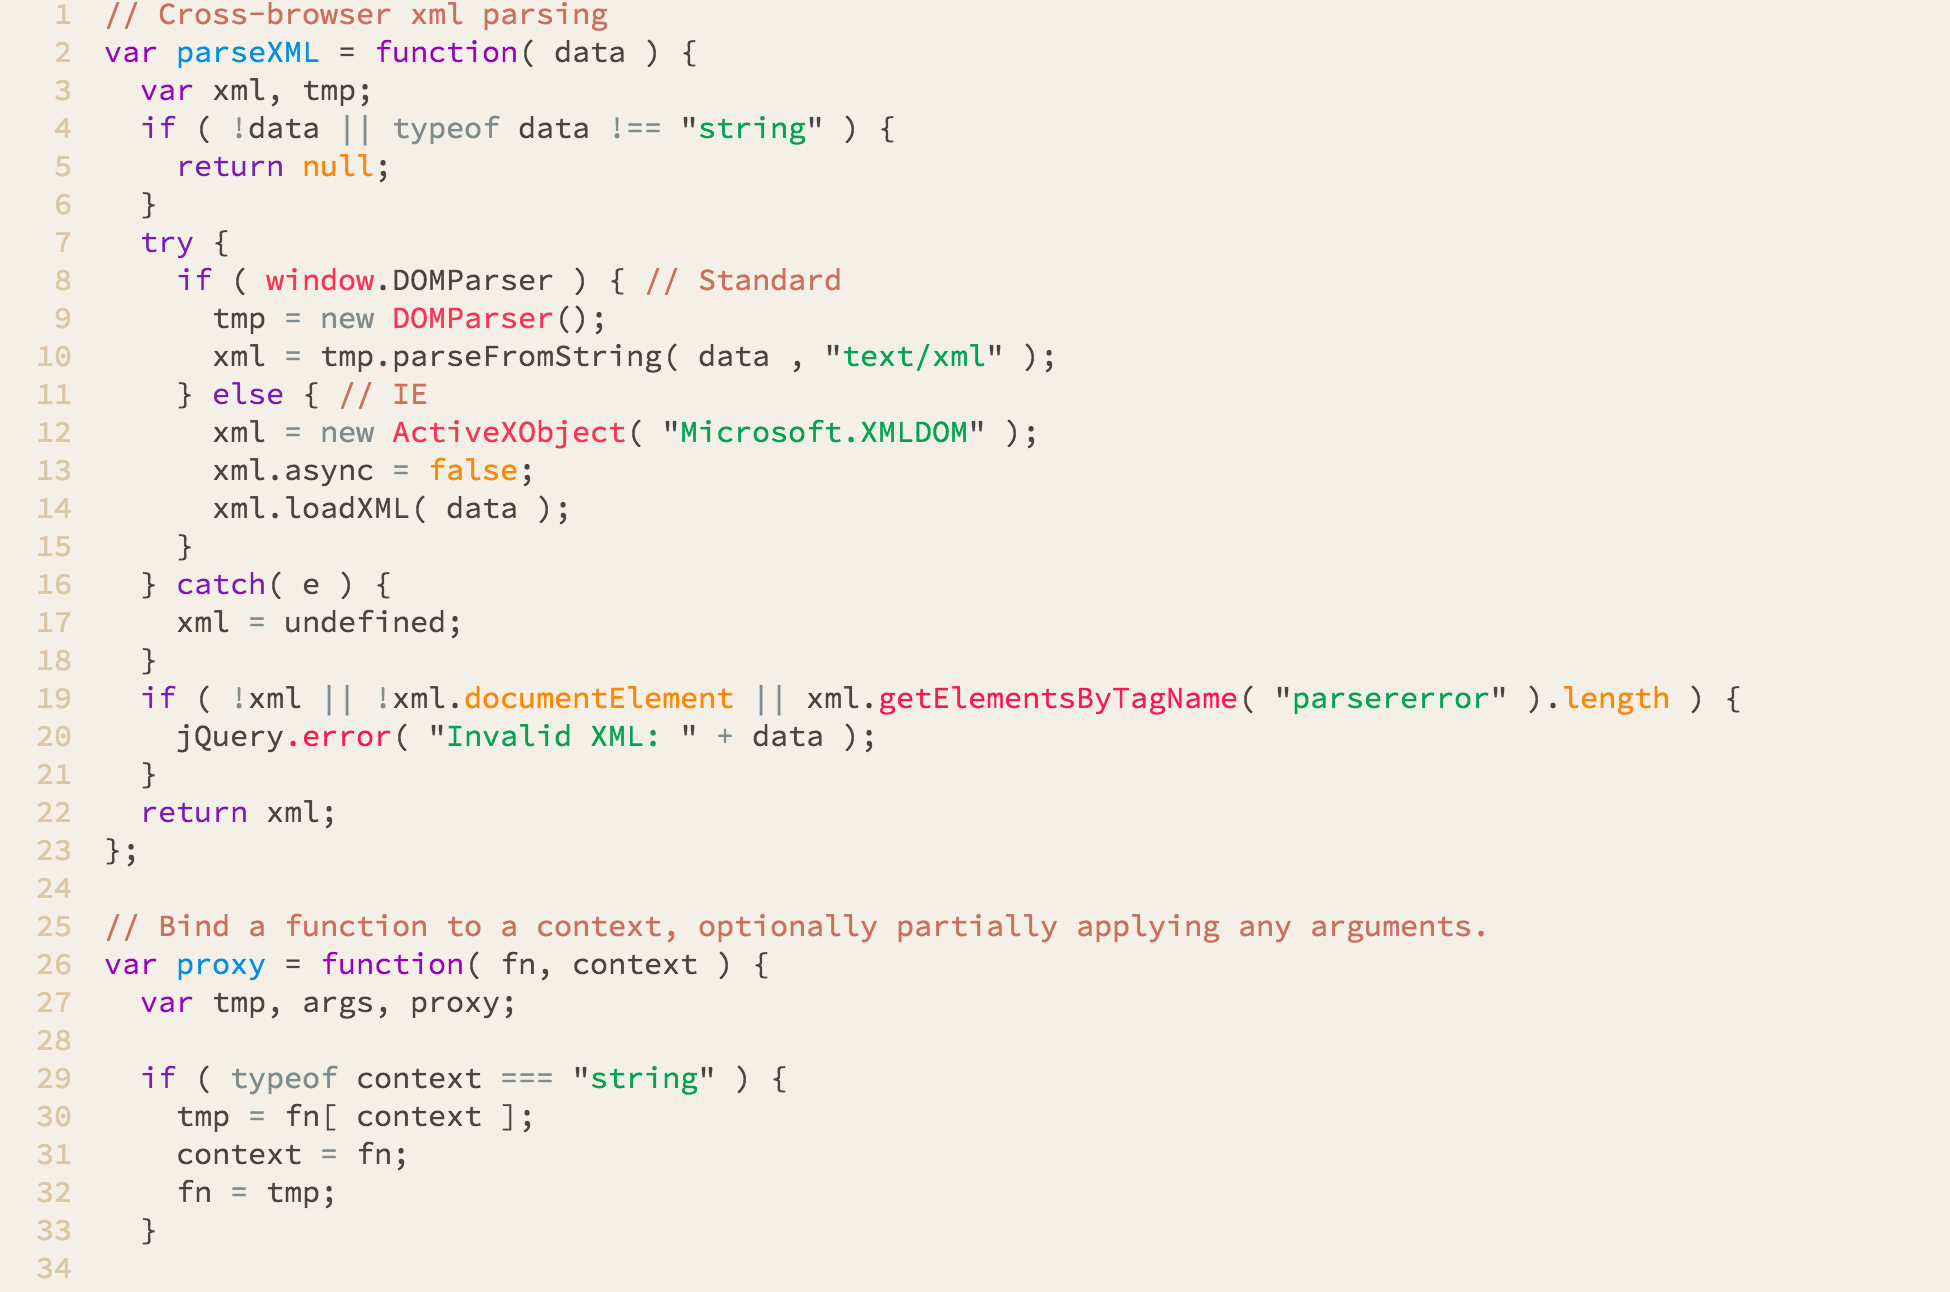 1 // Cross-browser xml parsing
2 var parseXML = function( data ) {
3   var xml, tmp;
4   if ( !data || typeof data !== "string" ) {
5     return null;
6   }
7   try {
8     if ( window.DOMParser ) { // Standard
9       tmp = new DOMParser();
10       xml = tmp.parseFromString( data , "text/xml" );
11     } else { // IE
12       xml = new ActiveXObject( "Microsoft.XMLDOM" );
13       xml.async = false;
14       xml.loadXML( data );
15     }
16   } catch( e ) {
17     xml = undefined;
18   }
19   if ( !xml || !xml.documentElement || xml.getElementsByTagName( "parsererror" ).length ) {
20     jQuery.error( "Invalid XML: " + data );
21   }
22   return xml;
23 };
24
25 // Bind a function to a context, optionally partially applying any arguments.
26 var proxy = function( fn, context ) {
27   var tmp, args, proxy;
28
29   if ( typeof context === "string" ) {
30     tmp = fn[ context ];
31     context = fn;
32     fn = tmp;
33   }
34